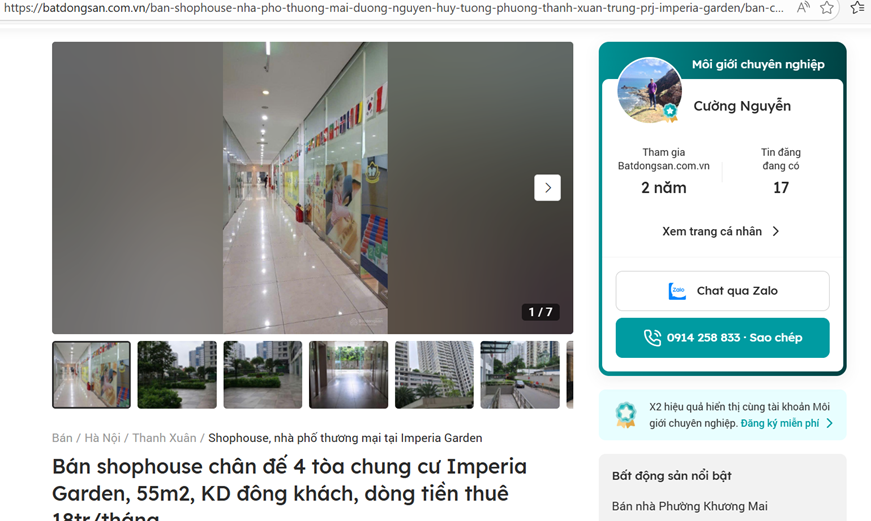 https://batdongsan.com.vn/ban-shophouse-nha-pho-thuong-mai-duong-nguyen-huy-tuong-phuong-thanh-xuan-trung-prj-imperia-garden/ban-c...
1 / 7
Môi giới chuyên nghiệp
Cường Nguyễn
Tham gia
Batdongsan.com.vn
2 năm
Tin đăng
đang có
17
Xem trang cá nhân
Zalo
Chat qua Zalo
0914 258 833 · Sao chép
X2 hiệu quả hiển thị cùng tài khoản Môi
giới chuyên nghiệp. Đăng ký miễn phí
Bán / Hà Nội / Thanh Xuân / Shophouse, nhà phố thương mại tại Imperia Garden
Bán shophouse chân đế 4 tòa chung cư Imperia
Garden, 55m2, KD đông khách, dòng tiền thuê
18tr/tháng
Bất động sản nổi bật
Bán nhà Phường Khương Mai